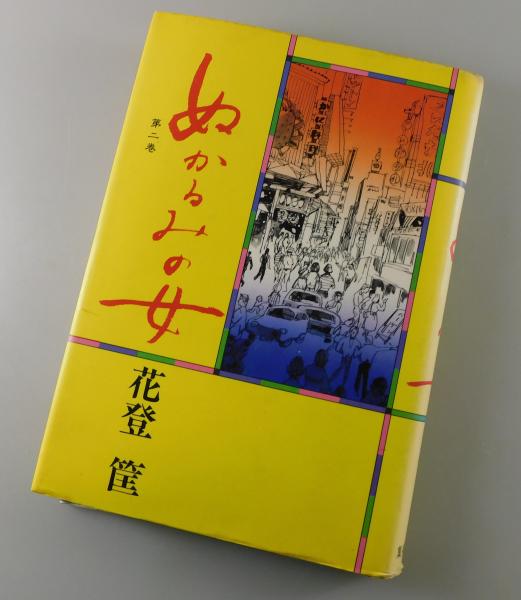 ぬかるみの女
第二巻
花登 筐